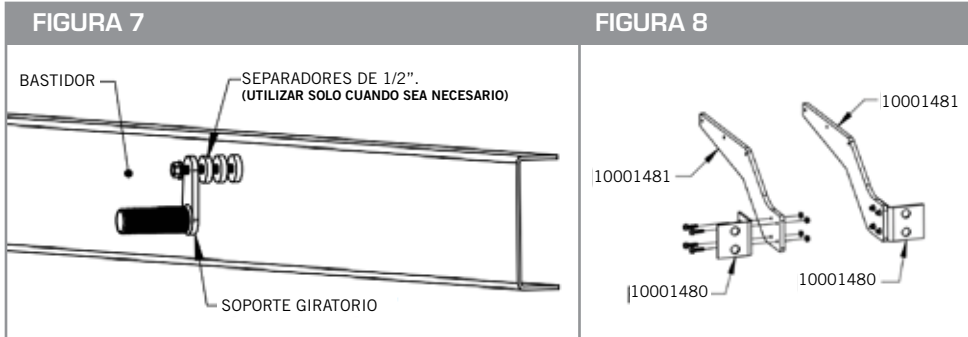 FIGURA 7
BASTIDOR
SEPARADORES DE 1/2”.
(UTILIZAR SOLO CUANDO SEA NECESARIO)
SOPORTE GIRATORIO
FIGURA 8
10001481
10001481
10001480
10001480